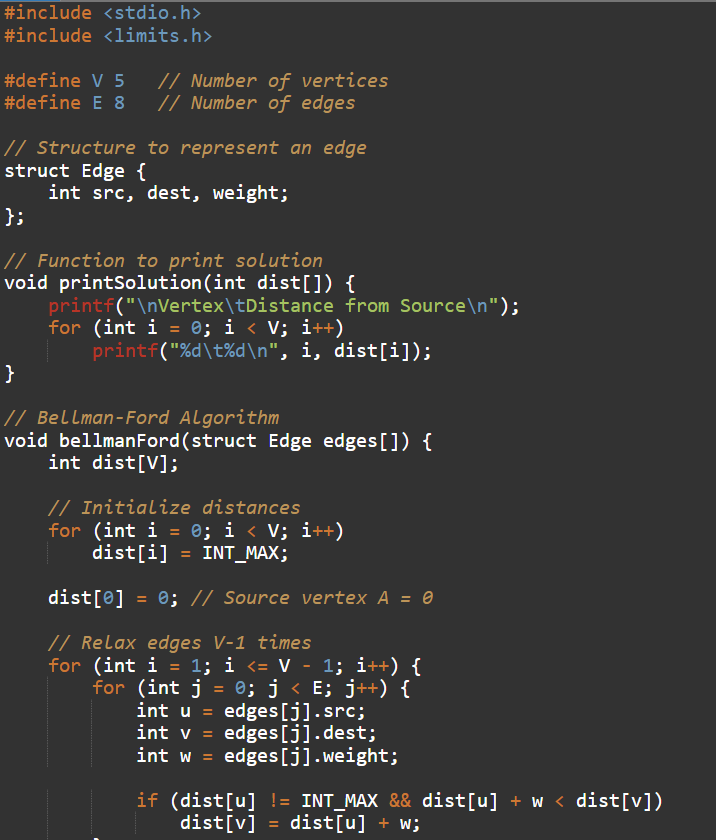 #include <stdio.h>
#include <limits.h>

#define V 5   // Number of vertices
#define E 8   // Number of edges

// Structure to represent an edge
struct Edge {
    int src, dest, weight;
};

// Function to print solution
void printSolution(int dist[]) {
    printf("\nVertex\tDistance from Source\n");
    for (int i = 0; i < V; i++)
        printf("%d\t%d\n", i, dist[i]);
}

// Bellman-Ford Algorithm
void bellmanFord(struct Edge edges[]) {
    int dist[V];

    // Initialize distances
    for (int i = 0; i < V; i++)
        dist[i] = INT_MAX;

    dist[0] = 0; // Source vertex A = 0

    // Relax edges V-1 times
    for (int i = 1; i <= V - 1; i++) {
        for (int j = 0; j < E; j++) {
            int u = edges[j].src;
            int v = edges[j].dest;
            int w = edges[j].weight;

            if (dist[u] != INT_MAX && dist[u] + w < dist[v])
                dist[v] = dist[u] + w;